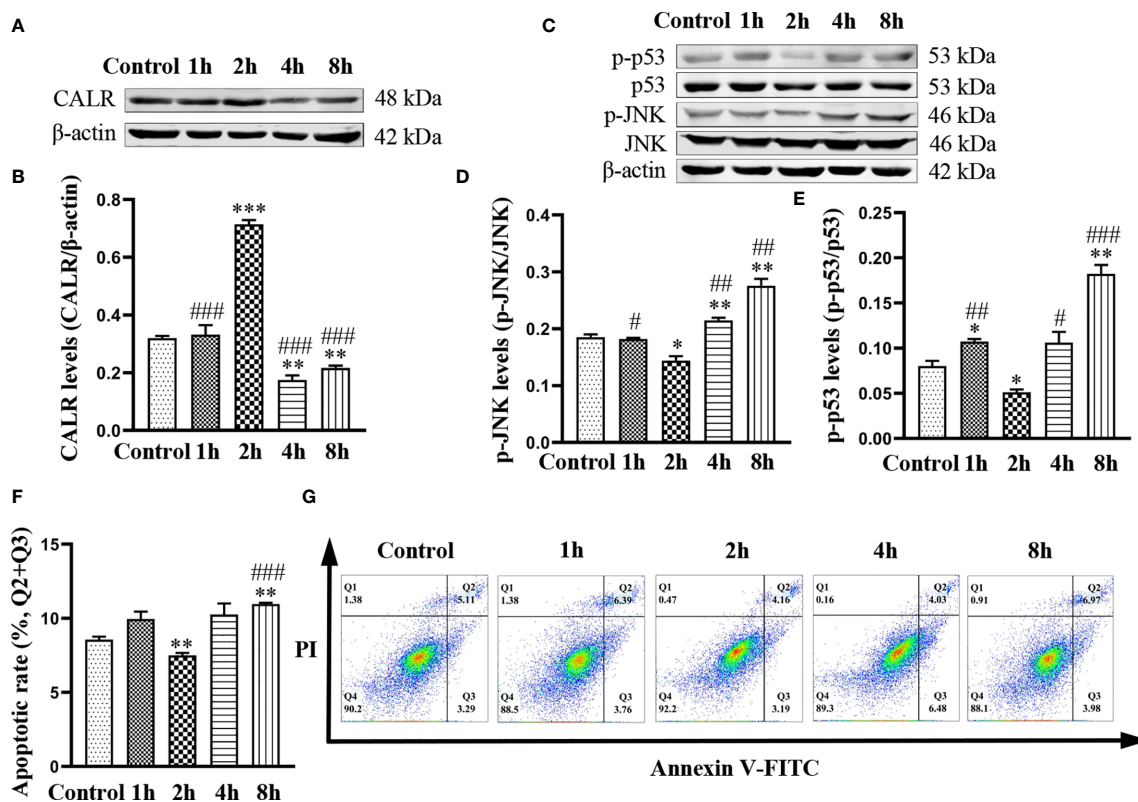 A
Control 1h 2h 4h 8h
CALR 48 kDa
β-actin 42 kDa
B
CALR levels (CALR/β-actin)
0.8
0.6
0.4
0.2
0.0
###
***
###
**
###
**
Control 1h 2h 4h 8h
C
Control 1h 2h 4h 8h
p-p53 53 kDa
p53 53 kDa
p-JNK 46 kDa
JNK 46 kDa
β-actin 42 kDa
D
p-JNK levels (p-JNK/JNK)
0.4
0.3
0.2
0.1
0.0
#
*
##
**
##
**
Control 1h 2h 4h 8h
E
p-p53 levels (p-p53/p53)
0.25
0.20
0.15
0.10
0.05
0.00
##
*
*
#
###
**
Control 1h 2h 4h 8h
F
Apoptotic rate (%, Q2+Q3)
15
10
5
0
**
###
**
Control 1h 2h 4h 8h
G
PI
Control
Q1
1.38
Q2
5.11
Q4
90.2
Q3
3.29
1h
Q1
1.38
Q2
6.39
Q4
88.5
Q3
3.76
2h
Q1
0.47
Q2
4.16
Q4
92.2
Q3
3.19
4h
Q1
0.16
Q2
4.03
Q4
89.3
Q3
6.48
8h
Q1
0.91
Q2
6.97
Q4
88.1
Q3
3.98
Annexin V-FITC